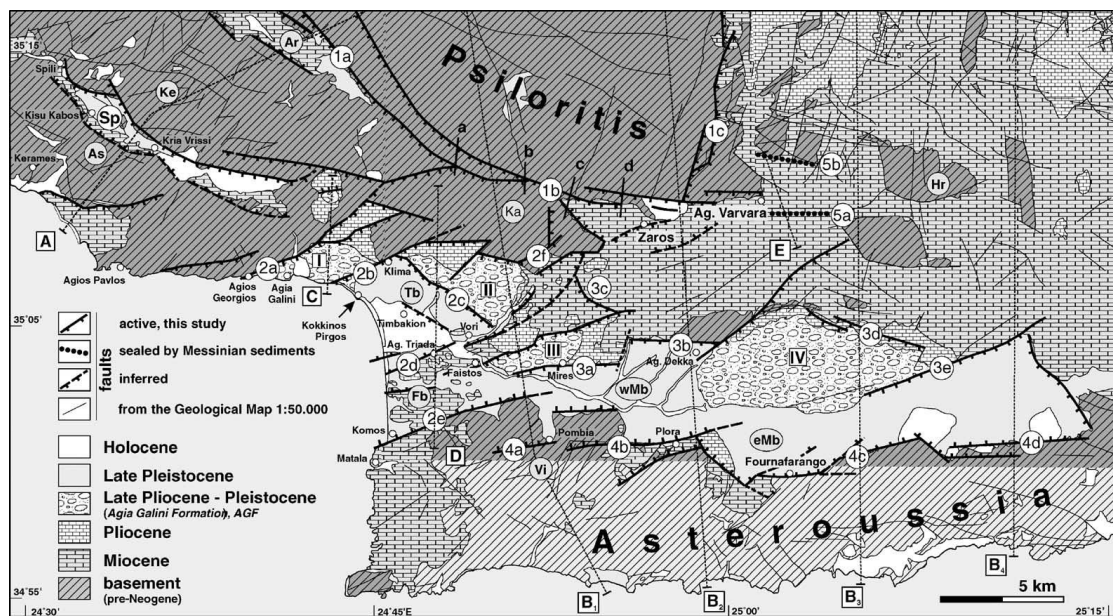 35°15'
Spili
Kisu Kabos
Sp
Ke
Ar
1a
Psiloritis
Kria Vrissi
Kerames
As
a
b
c
d
1b
1c
5b
Hr
Ka
Ag. Varvara
5a
Zaros
A
E
I
2a
2b
Klima
2f
Agios Pavlos
Agios
Georgios
Agia
Galini
C
Tb
2c
II
3c
Kokkinos
Pirgos
Timbakion
Vori
35°05'
faults
active, this study
sealed by Messinian sediments
inferred
from the Geological Map 1:50.000
Ag. Triada
2d
III
3b
Ag. Dekka
IV
3d
Faistos
Mires
3a
3e
wMb
Fb
2e
Komos
Pombia
Plora
eMb
4a
4b
4c
4d
Matala
D
Vi
Fournafarango
Holocene
Late Pleistocene
Late Pliocene - Pleistocene
(Agia Galini Formation, AGF)
Pliocene
Miocene
basement
(pre-Neogene)
Asteroussia
B1
B2
B3
B4
5 km
34°55'
24°30'
24°45'E
25°00'
25°15'